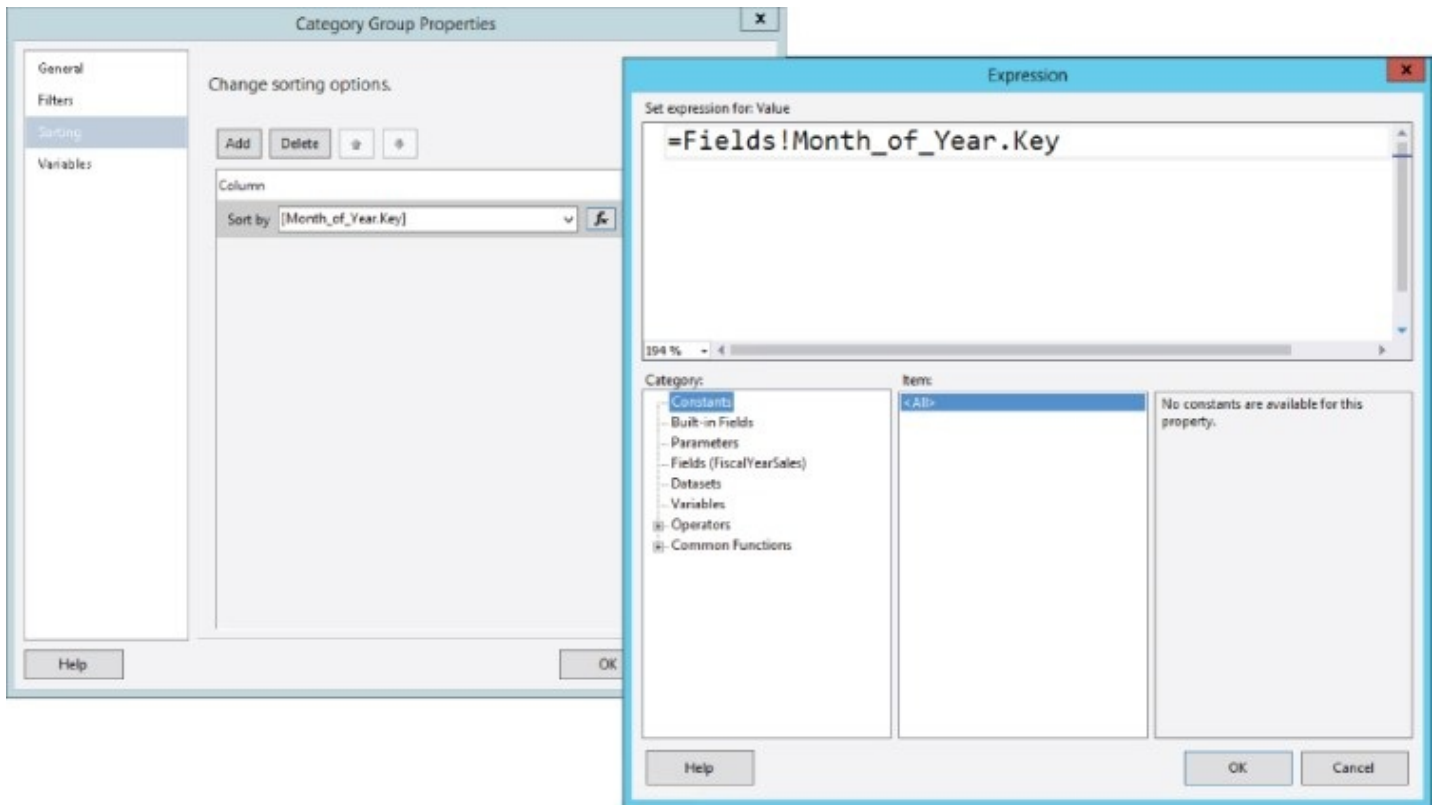 Category Group Properties
x
General
Filters
Sorting
Variables
Change sorting options.
Add
Delete
Column
Sort by
[Month_of_Year.Key]
fx
Help
OK
Expression
x
Set expression for: Value
=Fields!Month_of_Year.Key
194 %
Category:
Constants
Built-in Fields
Parameters
Fields (FiscalYearSales)
Datasets
Variables
Operators
Common Functions
Item:
<All>
No constants are available for this
property.
Help
OK
Cancel